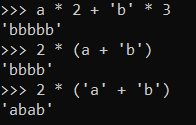 >>> a * 2 + 'b' * 3
'bbbbb'
>>> 2 * (a + 'b')
'bbbb'
>>> 2 * ('a' + 'b')
'abab'